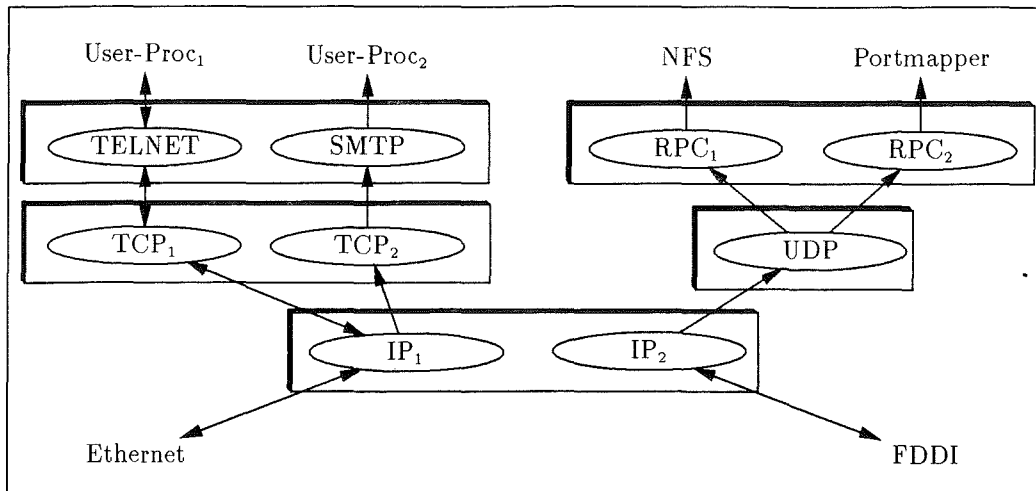 User-Proc₁ User-Proc₂ NFS Portmapper
TELNET SMTP RPC₁ RPC₂
TCP₁ TCP₂ UDP
IP₁ IP₂
Ethernet FDDI